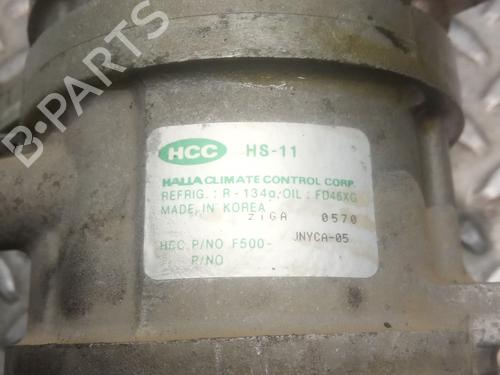 B-PARTS
HCC HS-11
HALLA CLIMATE CONTROL CORP.
REFRIG. : R - 134a, OIL : FD46XG
MADE IN KOREA
ZIGA 0570
HCC P/NO F500- JNYCA-05
P/NO